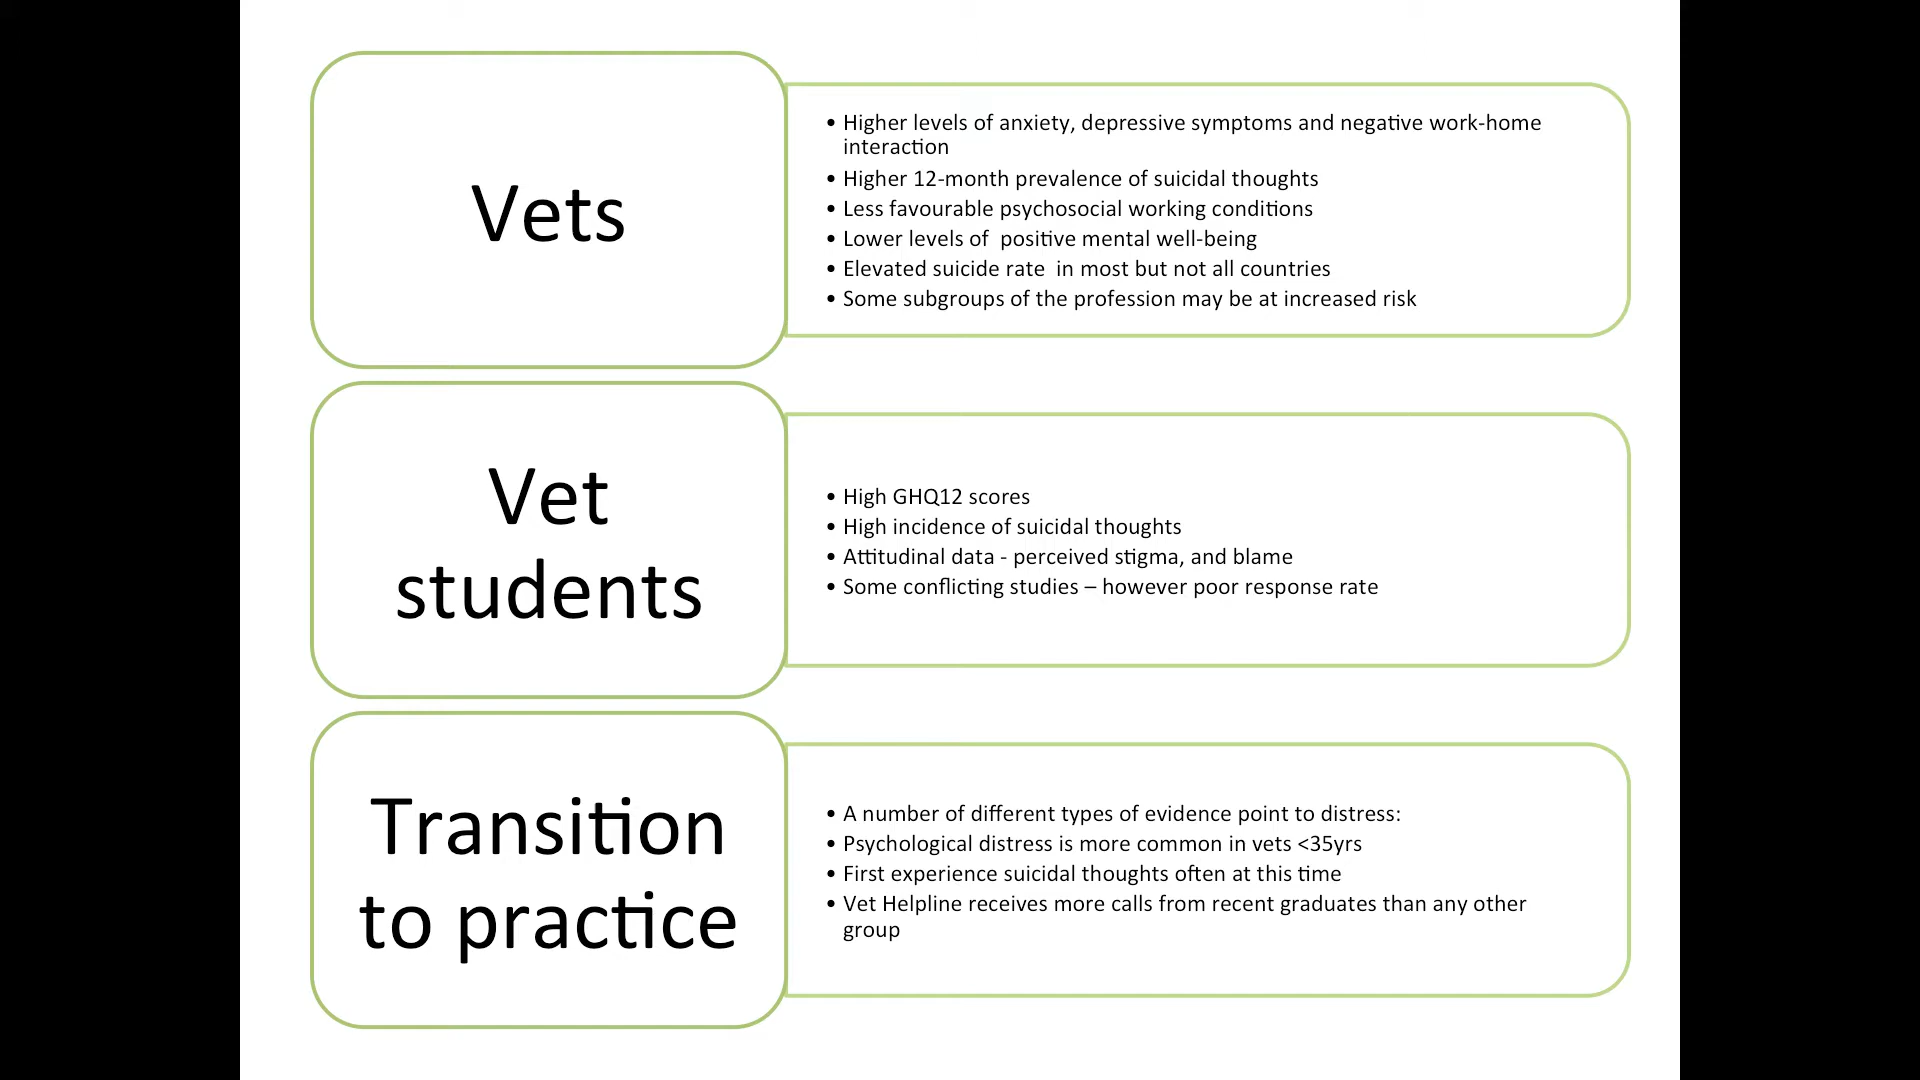 Vets
• Higher levels of anxiety, depressive symptoms and negative work-home
interaction
• Higher 12-month prevalence of suicidal thoughts
• Less favourable psychosocial working conditions
• Lower levels of  positive mental well-being
• Elevated suicide rate  in most but not all countries
• Some subgroups of the profession may be at increased risk
Vet
students
• High GHQ12 scores
• High incidence of suicidal thoughts
• Attitudinal data - perceived stigma, and blame
• Some conflicting studies – however poor response rate
Transition
to practice
• A number of different types of evidence point to distress:
• Psychological distress is more common in vets <35yrs
• First experience suicidal thoughts often at this time
• Vet Helpline receives more calls from recent graduates than any other
group